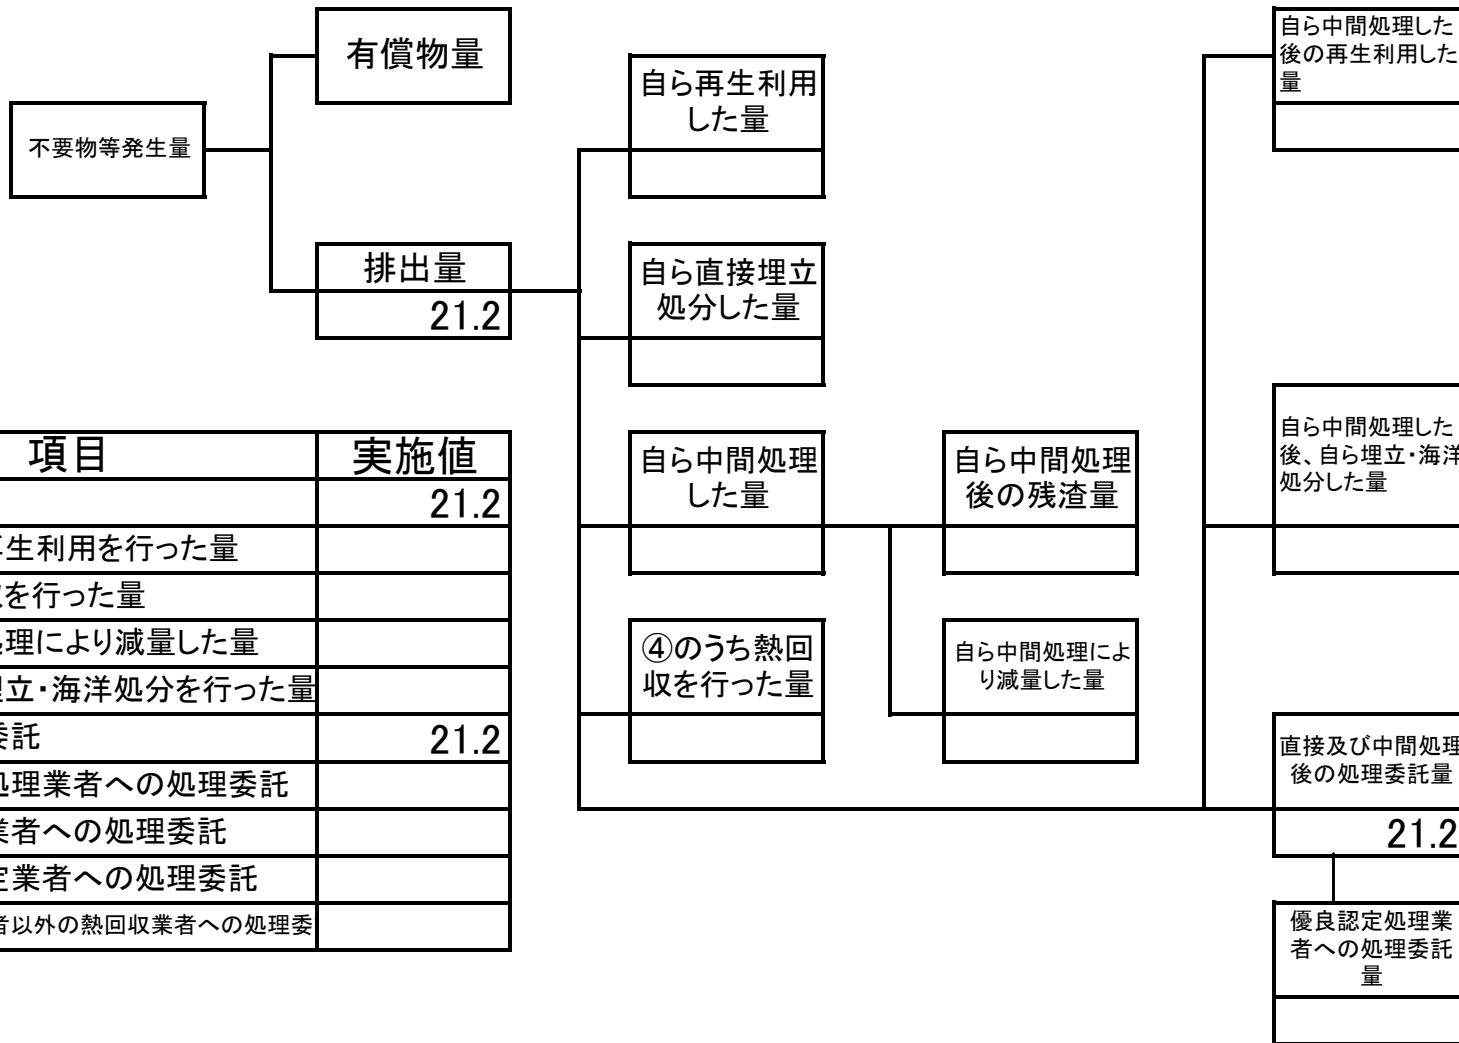 有償物量
不要物等発生量
排出量
21.2
自ら再生利用
した量
自ら直接埋立
処分した量
自ら中間処理
した量
④のうち熱回
収を行った量
自ら中間処理
後の残渣量
自ら中間処理によ
り減量した量
自ら中間処理した
後の再生利用した
量
自ら中間処理した
後、自ら埋立・海洋
処分した量
直接及び中間処理
後の処理委託量
21.2
優良認定処理業
者への処理委託
量
項目 実施値
21.2
生利用を行った量
を行った量
理により減量した量
立・海洋処分を行った量
託 21.2
理業者への処理委託
者への処理委託
業者への処理委託
以外の熱回収業者への処理委